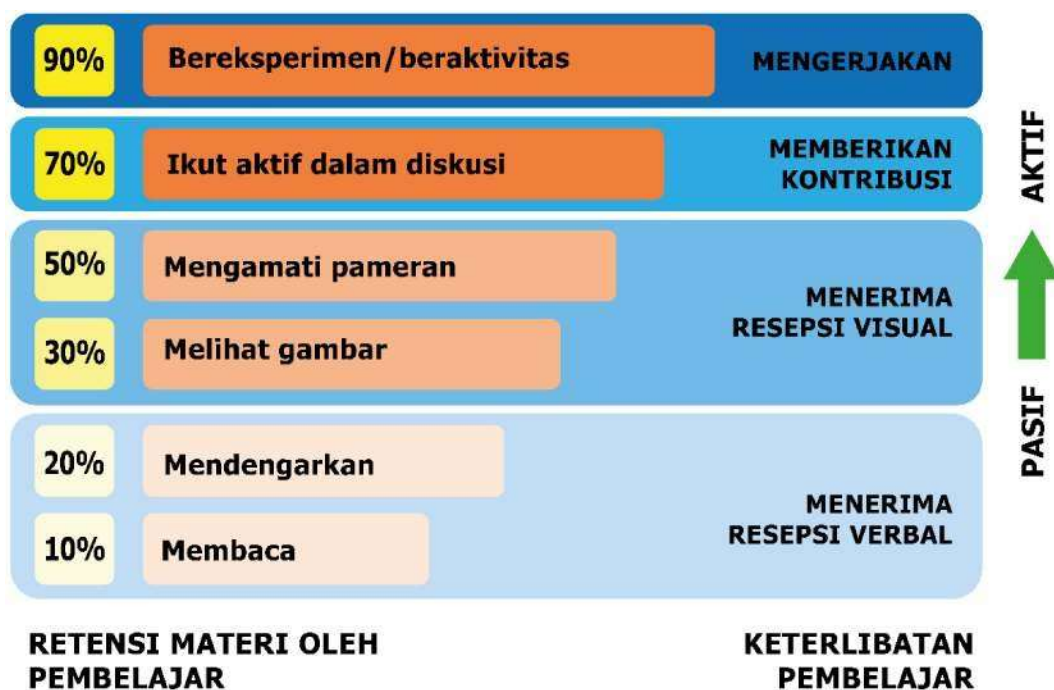 90%
Bereksperimen/beraktivitas
MENGERJAKAN
70%
Ikut aktif dalam diskusi
MEMBERIKAN
KONTRIBUSI
50%
Mengamati pameran
30%
Melihat gambar
MENERIMA
RESEPSI VISUAL
20%
Mendengarkan
10%
Membaca
MENERIMA
RESEPSI VERBAL
AKTIF
PASIF
RETENSI MATERI OLEH
PEMBELAJAR
KETERLIBATAN
PEMBELAJAR